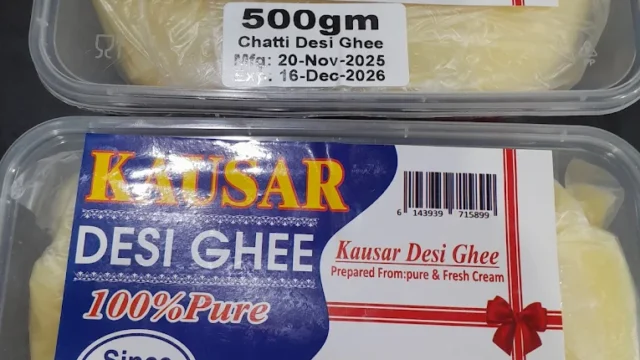 500gm
Chatti Desi Ghee
Mfg: 20-Nov-2025
Exp: 16-Dec-2026
KAUSAR
DESI GHEE
100%Pure
Since
6 143939 715899
Kausar Desi Ghee
Prepared From:pure & Fresh Cream